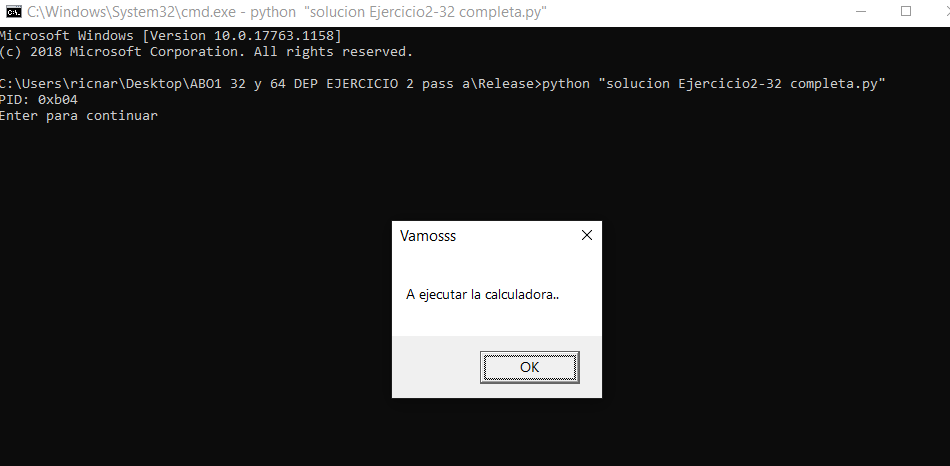 C:\Windows\System32\cmd.exe - python  "solucion Ejercicio2-32 completa.py"
Microsoft Windows [Version 10.0.17763.1158]
(c) 2018 Microsoft Corporation. All rights reserved.
C:\Users\ricnar\Desktop\ABO1 32 y 64 DEP EJERCICIO 2 pass a\Release>python "solucion Ejercicio2-32 completa.py"
PID: 0xb04
Enter para continuar
Vamosss
A ejecutar la calculadora..
OK